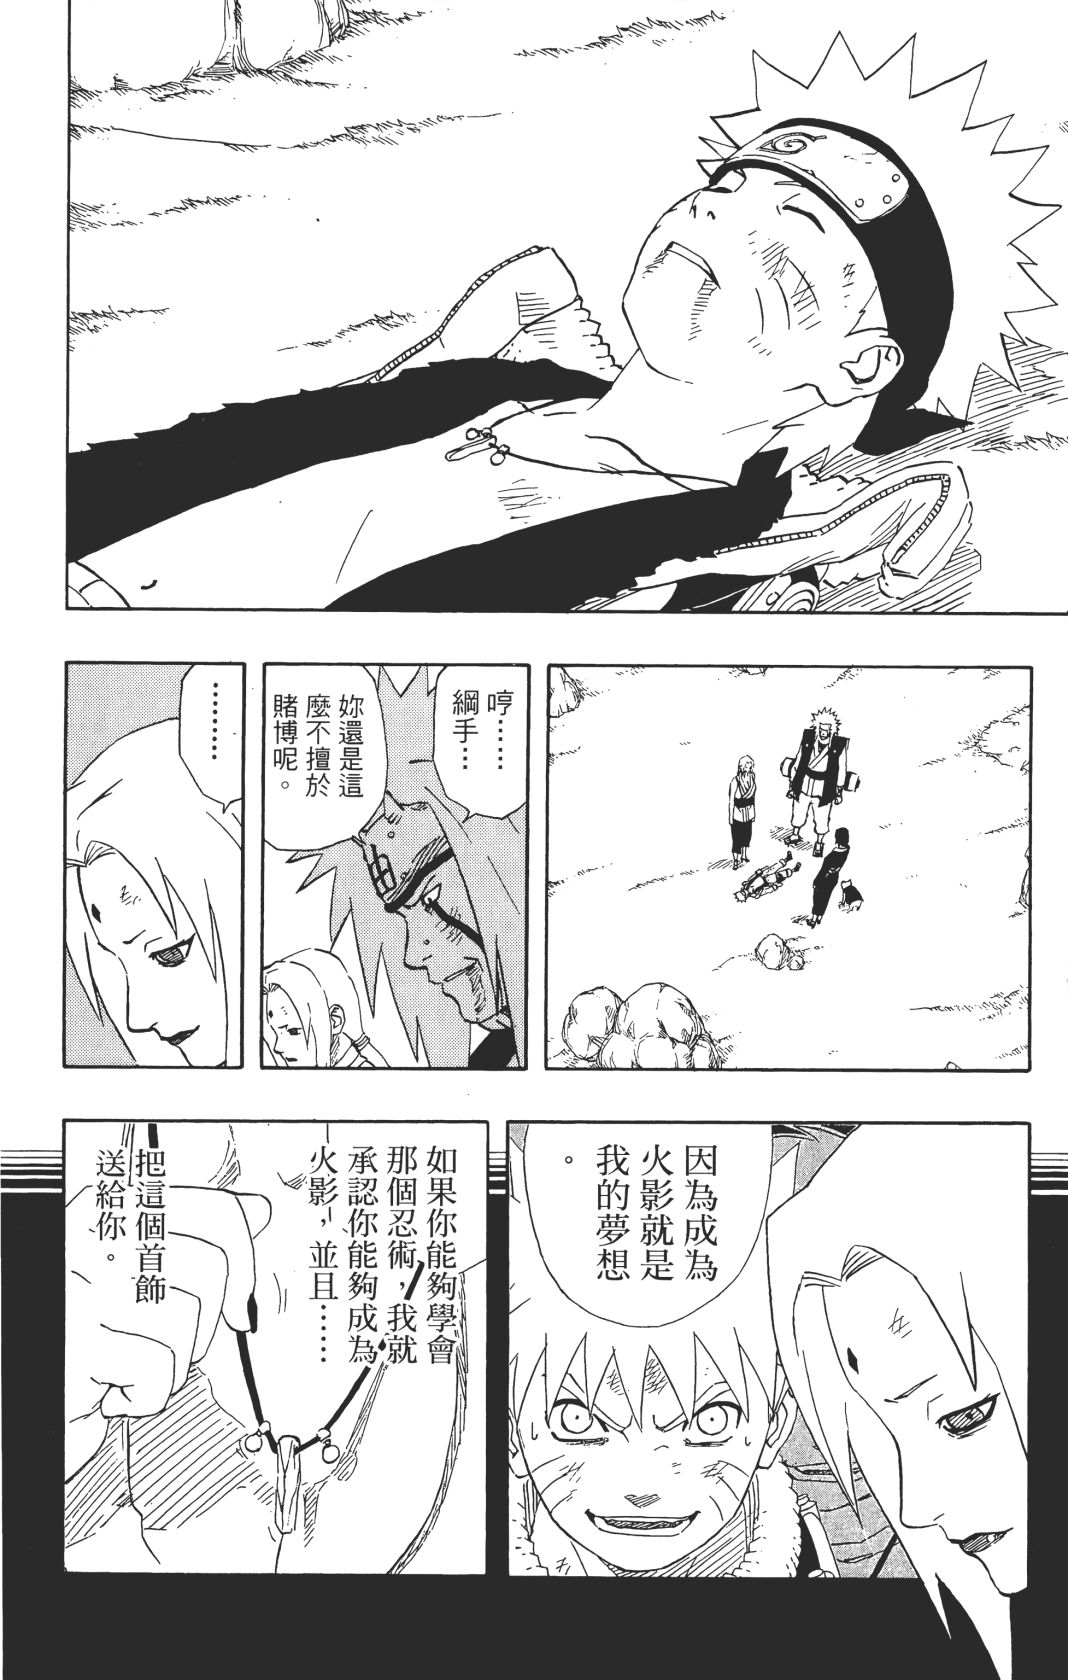 哼……
綱手…
妳還是這
麼不擅於
賭博呢。
………
因為成為
火影就是
我的夢想
。
如果你能夠學會
那個忍術，我就
承認你能夠成為
火影，並且……
把這個首飾
送給你。